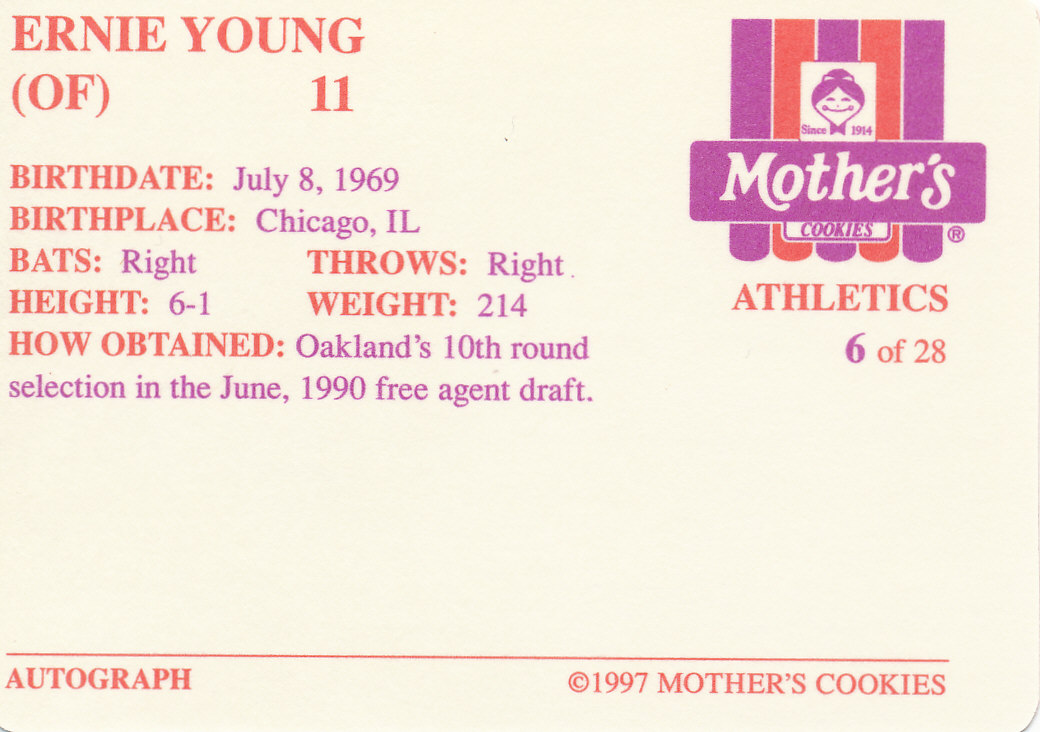 ERNIE YOUNG
(OF) 11
BIRTHDATE: July 8, 1969
BIRTHPLACE: Chicago, IL
BATS: Right THROWS: Right
HEIGHT: 6-1 WEIGHT: 214
HOW OBTAINED: Oakland's 10th round
selection in the June, 1990 free agent draft.
Since 1914
Mother's
COOKIES ®
ATHLETICS
6 of 28
AUTOGRAPH ©1997 MOTHER'S COOKIES